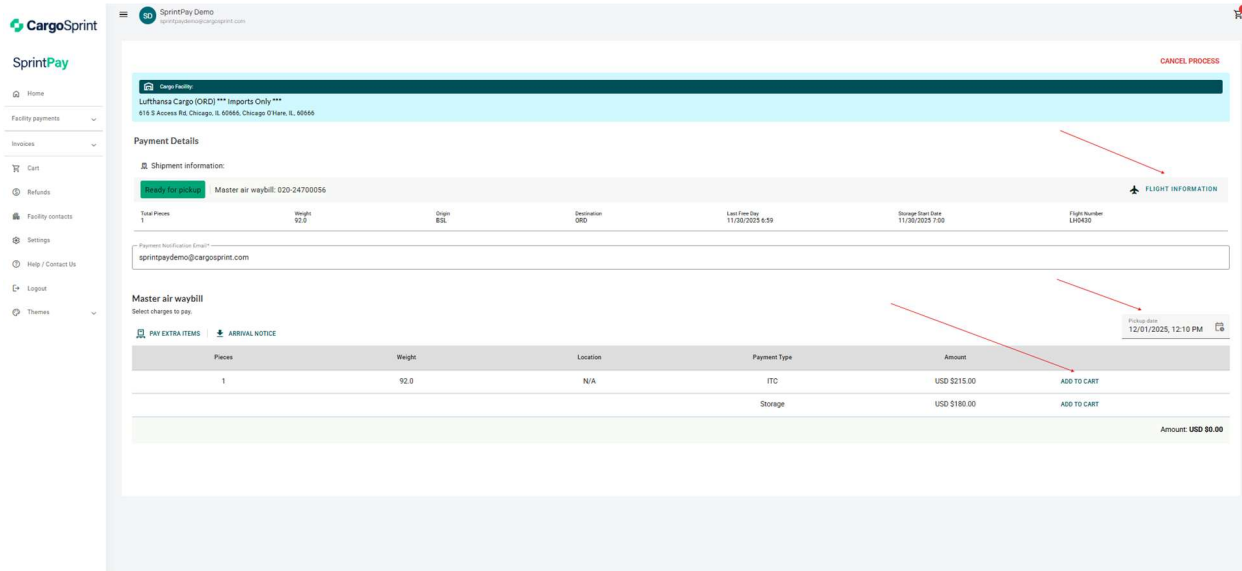 CargoSprint
SprintPay
Home
Facility payments
Invoices
Cart
Refunds
Facility contacts
Settings
Help / Contact Us
Logout
Themes
SD
SprintPay Demo
sprintpaydemo@cargosprint.com
CANCEL PROCESS
Cargo Facility:
Lufthansa Cargo (ORD) *** Imports Only ***
616 S Access Rd, Chicago, IL 60666, Chicago O'Hare, IL, 60666
Payment Details
Shipment information:
Ready for pickup Master air waybill: 020-24700056 FLIGHT INFORMATION
Total Pieces Weight Origin Destination Last Free Day Storage Start Date Flight Number
1 92.0 BSL ORD 11/30/2025 6:59 11/30/2025 7:00 LH0430
Payment Notification Email*
sprintpaydemo@cargosprint.com
Master air waybill
Select charges to pay.
Pickup date
12/01/2025, 12:10 PM
PAY EXTRA ITEMS ARRIVAL NOTICE
Pieces Weight Location Payment Type Amount
1 92.0 N/A ITC USD $215.00 ADD TO CART
Storage USD $180.00 ADD TO CART
Amount: USD $0.00